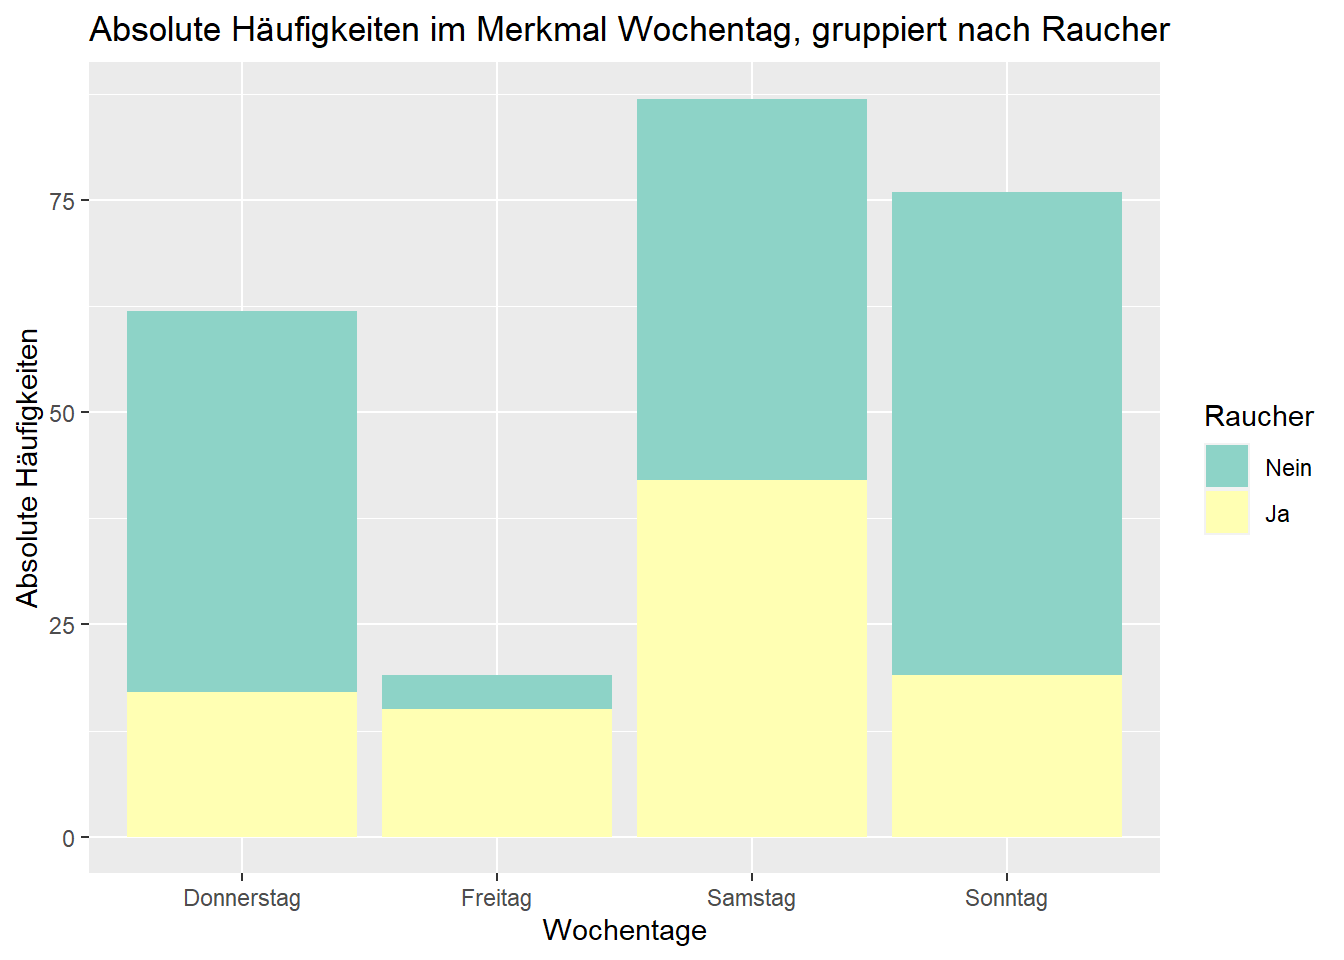 Absolute Häufigkeiten im Merkmal Wochentag, gruppiert nach Raucher
Absolute Häufigkeiten
75
50
25
0
Donnerstag Freitag Samstag Sonntag
Wochentage
Raucher
Nein
Ja